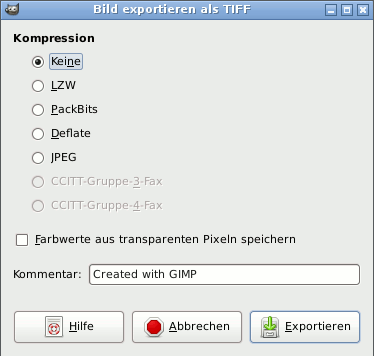 Bild exportieren als TIFF
Kompression
Keine
LZW
PackBits
Deflate
JPEG
CCITT-Gruppe-3-Fax
CCITT-Gruppe-4-Fax
Farbwerte aus transparenten Pixeln speichern
Kommentar: Created with GIMP
Hilfe Abbrechen Exportieren